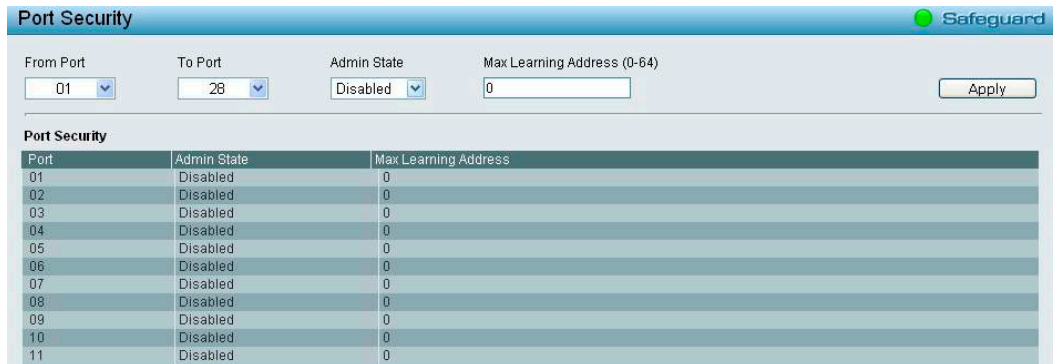 Port Security
Safeguard
From Port To Port Admin State Max Learning Address (0-64)
01 28 Disabled 0 Apply
Port Security
Port Admin State Max Learning Address
01 Disabled 0
02 Disabled 0
03 Disabled 0
04 Disabled 0
05 Disabled 0
06 Disabled 0
07 Disabled 0
08 Disabled 0
09 Disabled 0
10 Disabled 0
11 Disabled 0